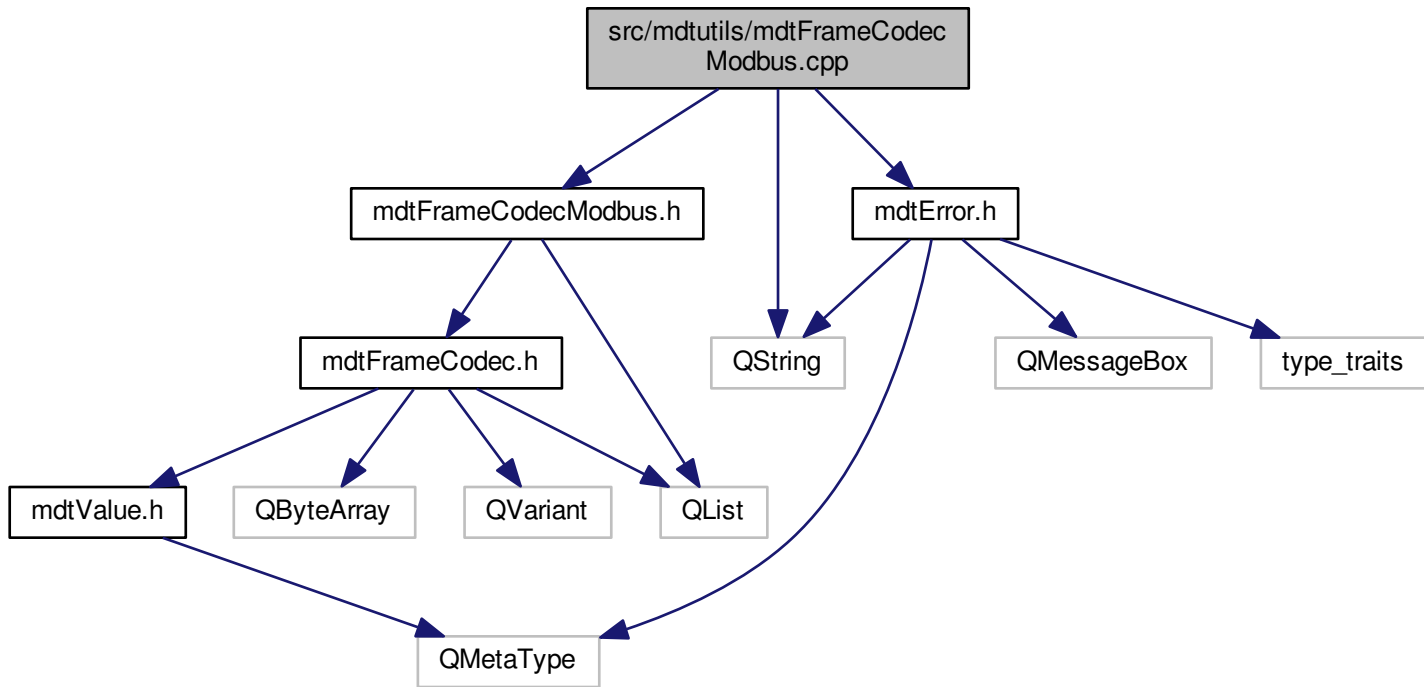 src/mdtutils/mdtFrameCodec
Modbus.cpp
mdtFrameCodecModbus.h
mdtError.h
mdtFrameCodec.h
QString
QMessageBox
type_traits
mdtValue.h
QByteArray
QVariant
QList
QMetaType